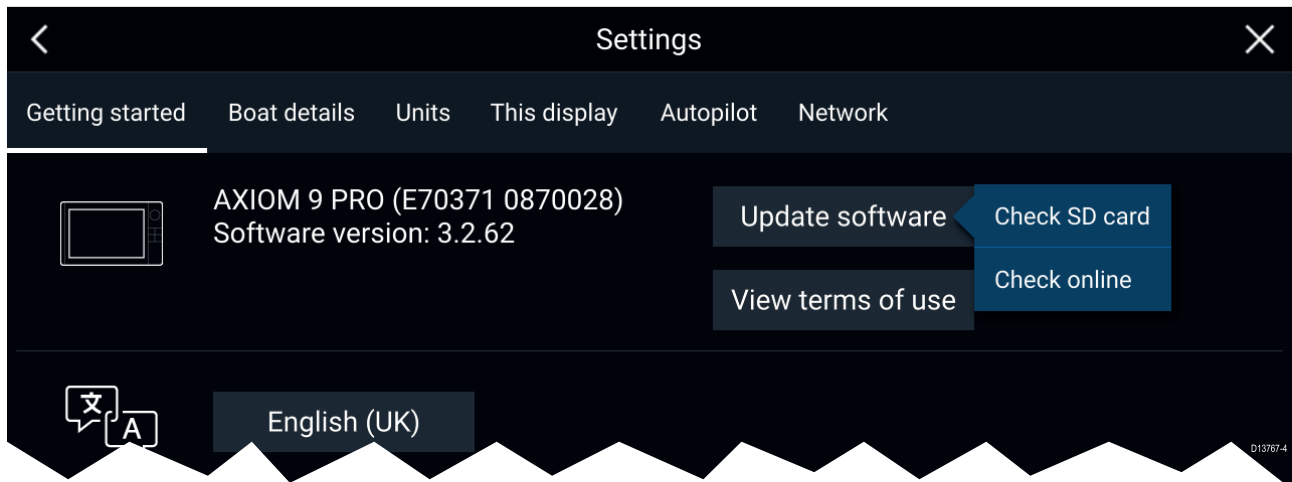 Settings
Getting started Boat details Units This display Autopilot Network
AXIOM 9 PRO (E70371 0870028)
Software version: 3.2.62
Update software
Check SD card
Check online
View terms of use
文 A
English (UK)
D13767-4